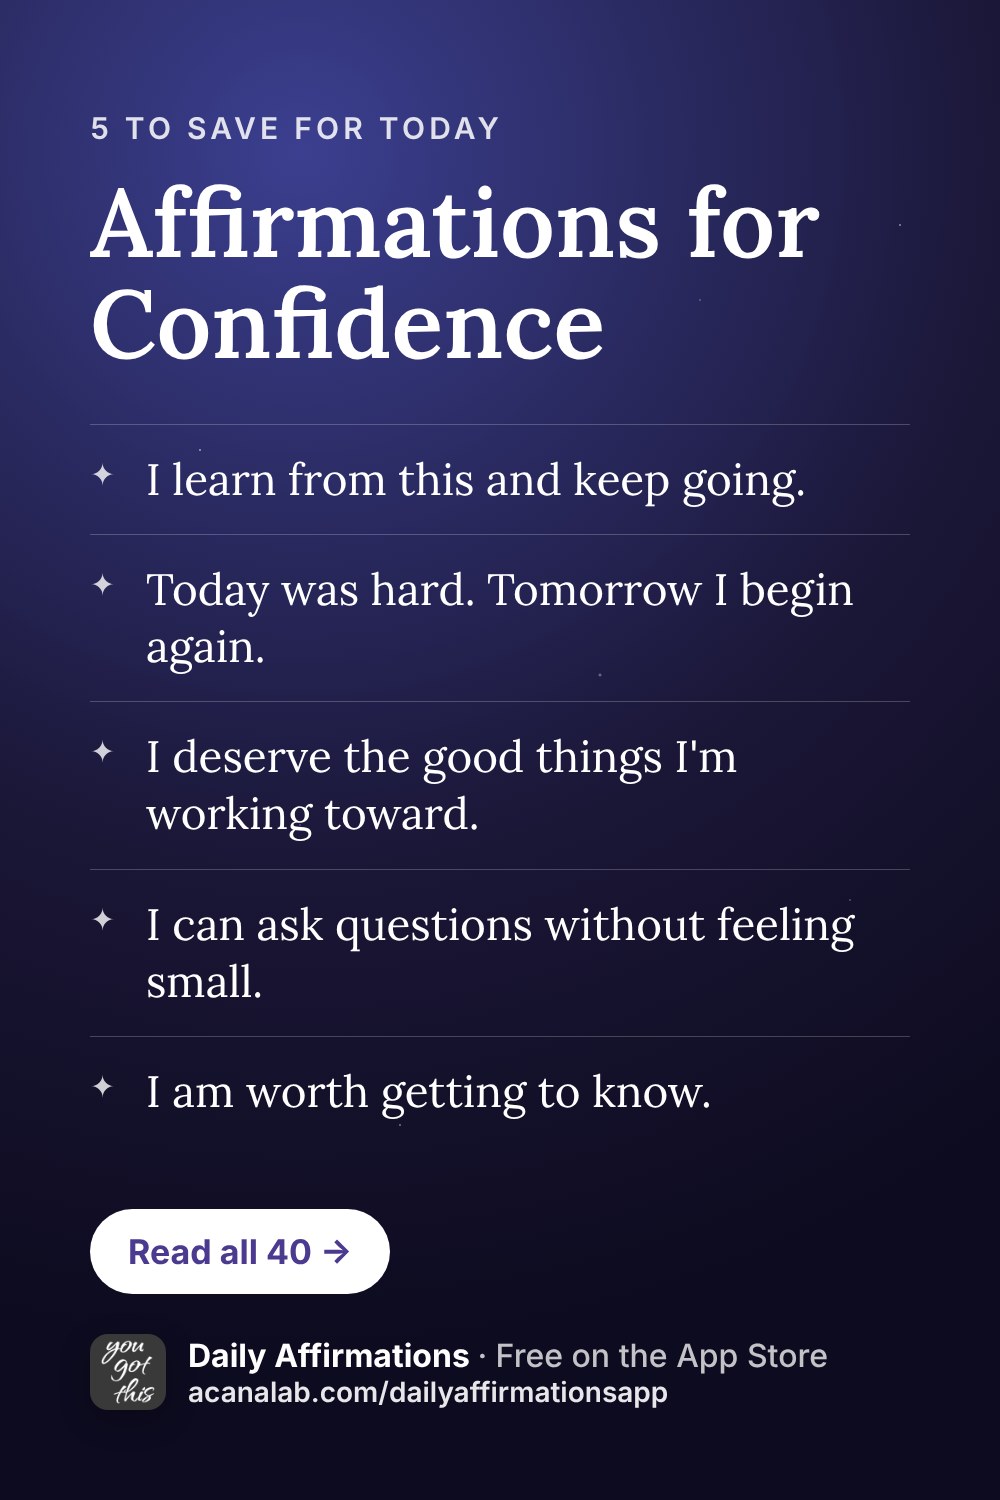 5 TO SAVE FOR TODAY
Affirmations for
Confidence
✦ I learn from this and keep going.
✦ Today was hard. Tomorrow I begin
again.
✦ I deserve the good things I'm
working toward.
✦ I can ask questions without feeling
small.
✦ I am worth getting to know.
Read all 40 →
you
got
this
Daily Affirmations · Free on the App Store
acanalab.com/dailyaffirmationsapp